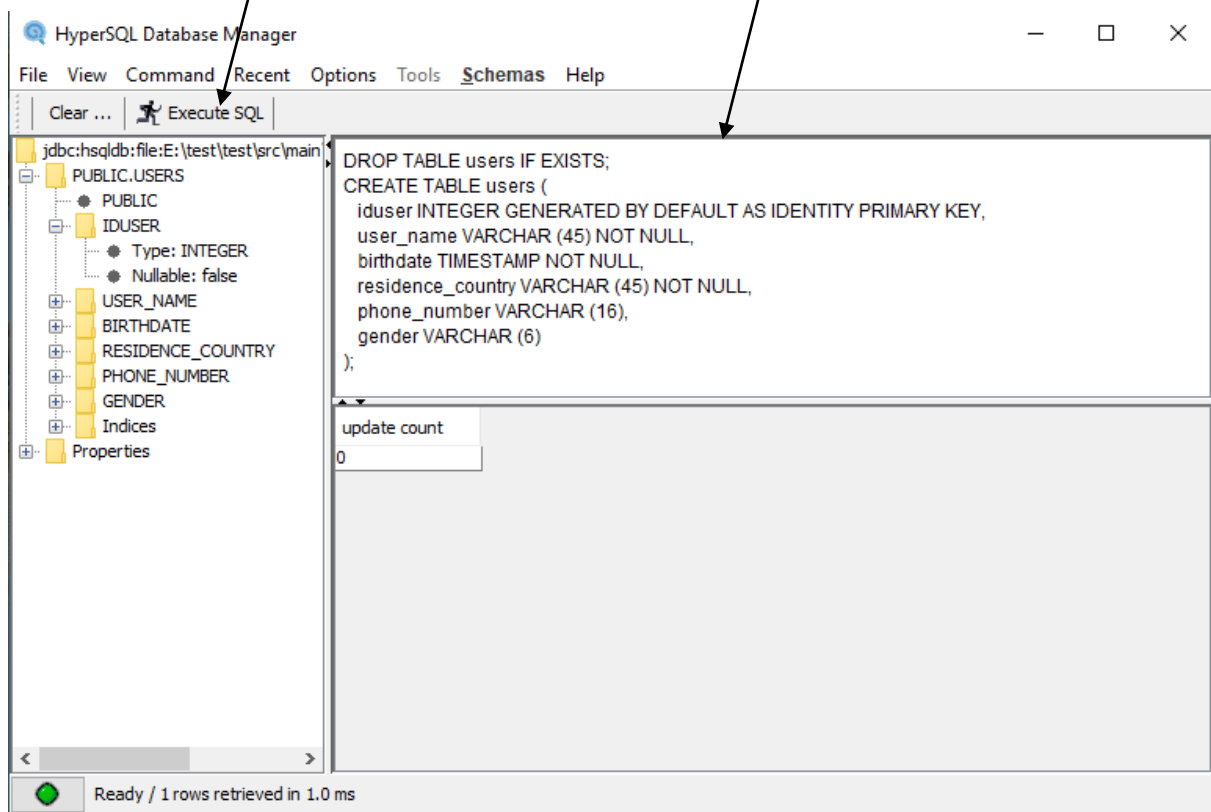 HyperSQL Database Manager
File View Command Recent Options Tools Schemas Help
Clear ... Execute SQL
jdbc:hsqldb:file:E:\test\test\src\main
PUBLIC.USERS
PUBLIC
IDUSER
Type: INTEGER
Nullable: false
USER_NAME
BIRTHDATE
RESIDENCE_COUNTRY
PHONE_NUMBER
GENDER
Indices
Properties
DROP TABLE users IF EXISTS;
CREATE TABLE users (
iduser INTEGER GENERATED BY DEFAULT AS IDENTITY PRIMARY KEY,
user_name VARCHAR (45) NOT NULL,
birthdate TIMESTAMP NOT NULL,
residence_country VARCHAR (45) NOT NULL,
phone_number VARCHAR (16),
gender VARCHAR (6)
);
update count
0
Ready / 1 rows retrieved in 1.0 ms